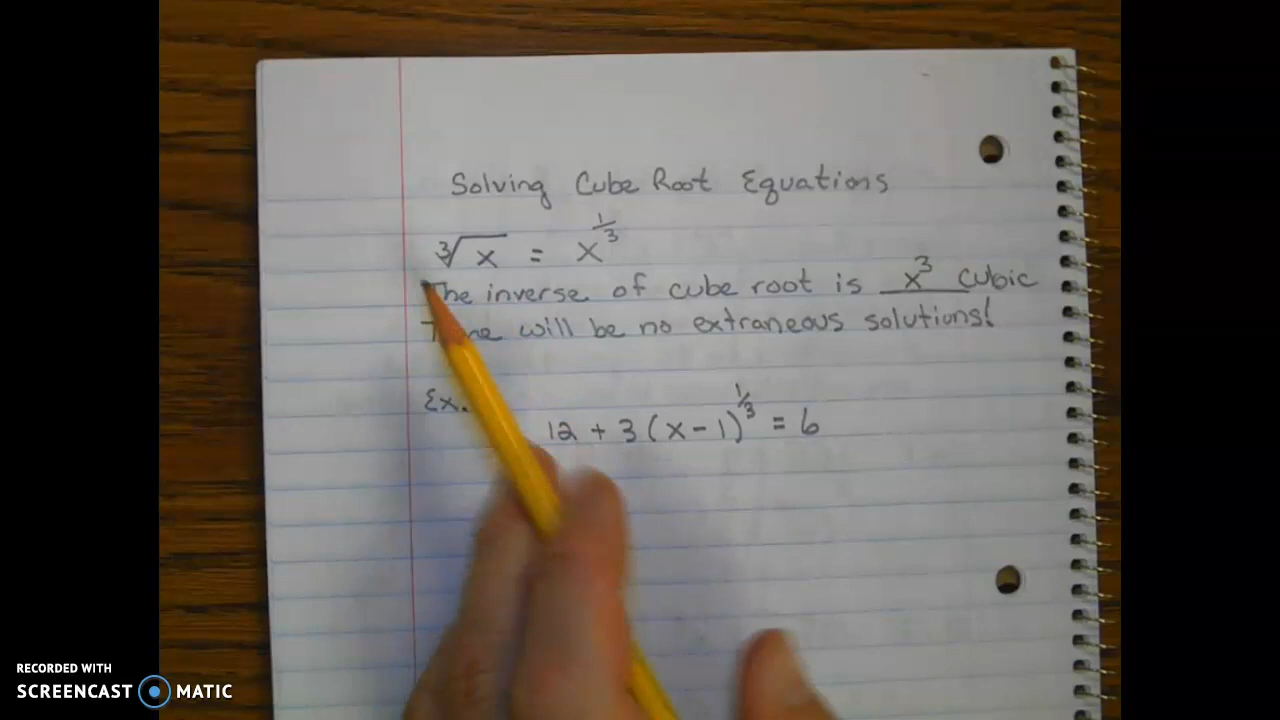 Solving Cube Root Equations
∛x = x^(1/3)
The inverse of cube root is x³ cubic
will be no extraneous solutions!
Ex.
12 + 3(x-1)^(1/3) = 6
RECORDED WITH
SCREENCAST MATIC